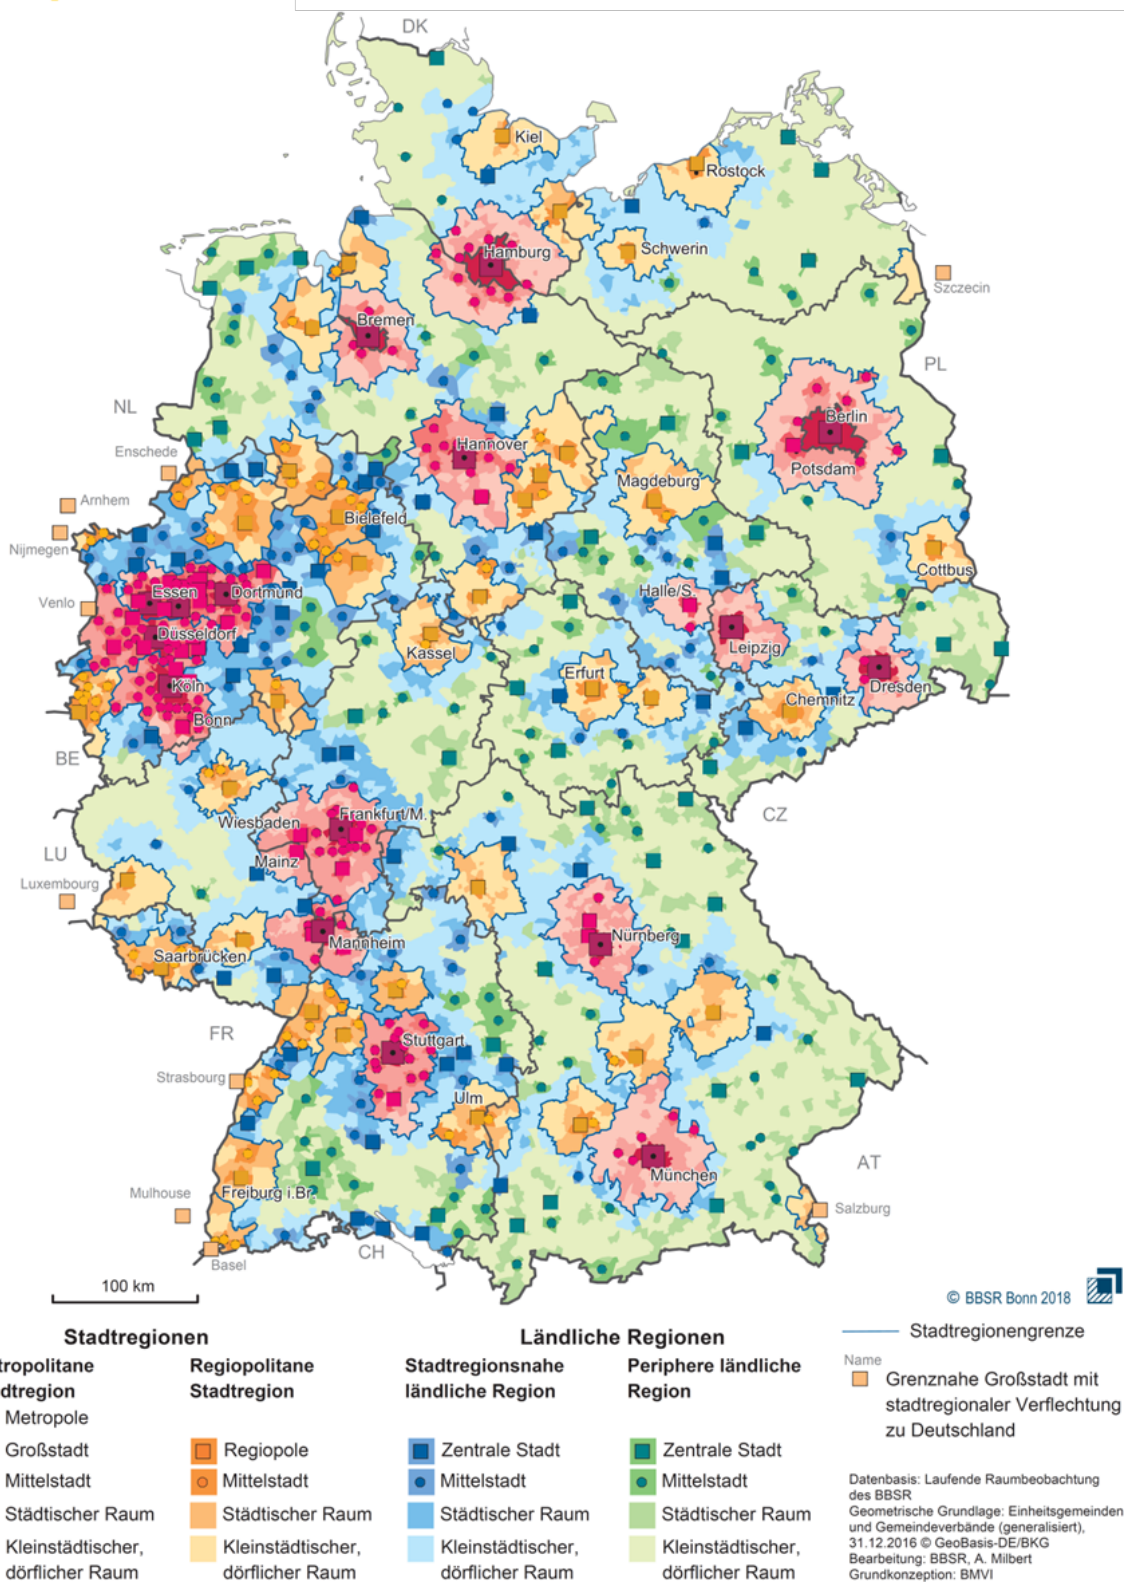 DK
Kiel
Rostock
Hamburg
Schwerin
Szczecin
Bremen
PL
NL
Berlin
Enschede
Hannover
Potsdam
Magdeburg
Arnhem
Bielefeld
Nijmegen
Cottbus
Essen
Dortmund
Halle/S.
Venlo
Düsseldorf
Leipzig
Kassel
Erfurt
Köln
Dresden
Chemnitz
Bonn
BE
Wiesbaden
Frankfurt/M.
CZ
LU
Mainz
Luxembourg
Nürnberg
Mannheim
Saarbrücken
FR
Stuttgart
Strasbourg
Ulm
AT
München
Mulhouse
Freiburg i.Br.
Salzburg
CH
Basel
100 km
© BBSR Bonn 2018
Stadtregionen
tropolitane
dtregion
Metropole
Großstadt
Mittelstadt
Städtischer Raum
Kleinstädtischer,
dörflicher Raum
Regiopolitane
Stadtregion
Regiopole
Mittelstadt
Städtischer Raum
Kleinstädtischer,
dörflicher Raum
Ländliche Regionen
Stadtregionsnahe
ländliche Region
Zentrale Stadt
Mittelstadt
Städtischer Raum
Kleinstädtischer,
dörflicher Raum
Periphere ländliche
Region
Zentrale Stadt
Mittelstadt
Städtischer Raum
Kleinstädtischer,
dörflicher Raum
Stadtregionengrenze
Name
Grenznahe Großstadt mit
stadtregionaler Verflechtung
zu Deutschland
Datenbasis: Laufende Raumbeobachtung
des BBSR
Geometrische Grundlage: Einheitsgemeinden
und Gemeindeverbände (generalisiert),
31.12.2016 © GeoBasis-DE/BKG
Bearbeitung: BBSR, A. Milbert
Grundkonzeption: BMVI